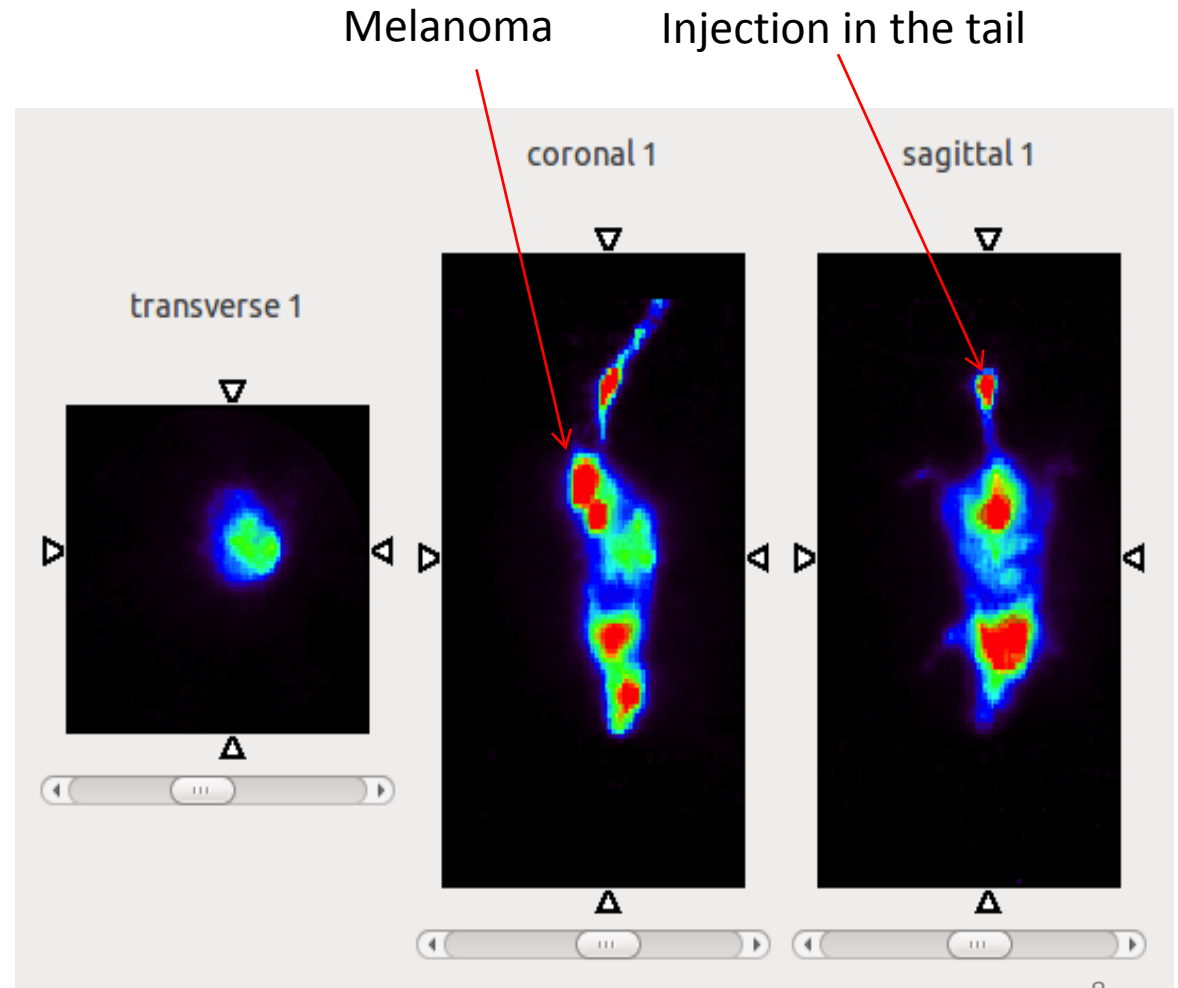 Melanoma
Injection in the tail
coronal 1
sagittal 1
transverse 1